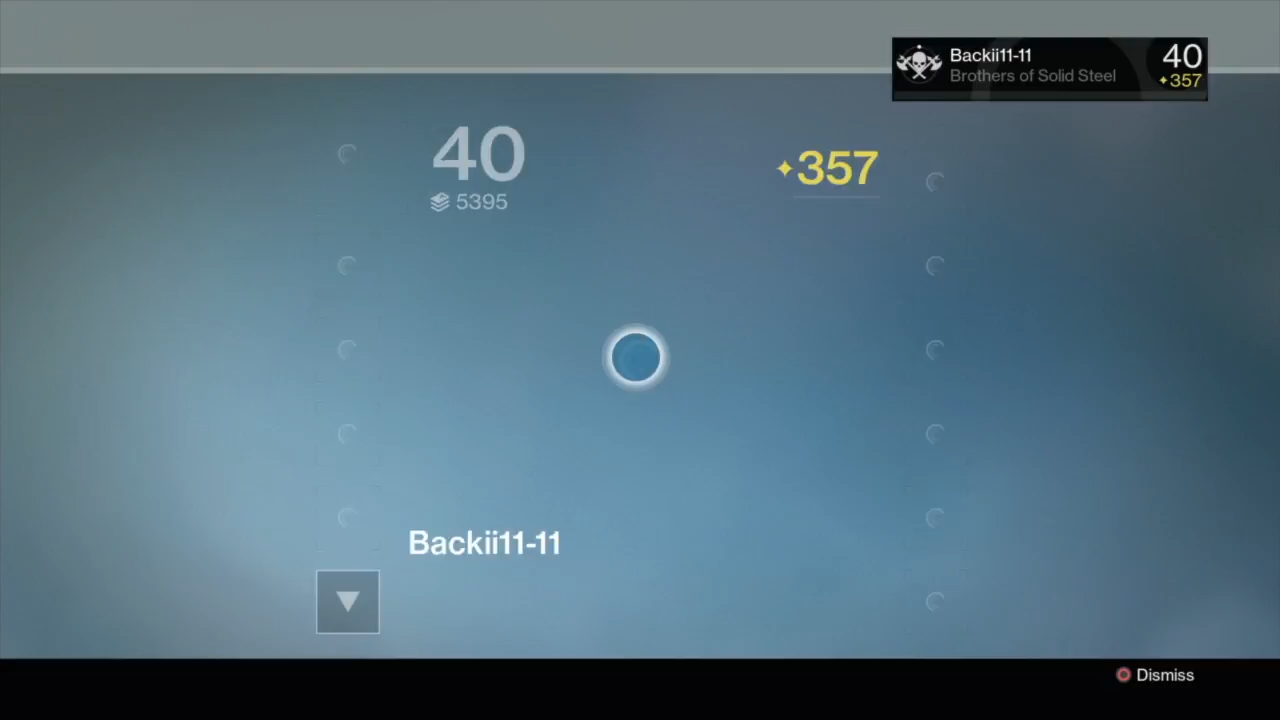 Backii11-11
Brothers of Solid Steel
40
357
40
5395
357
Backii11-11
Dismiss